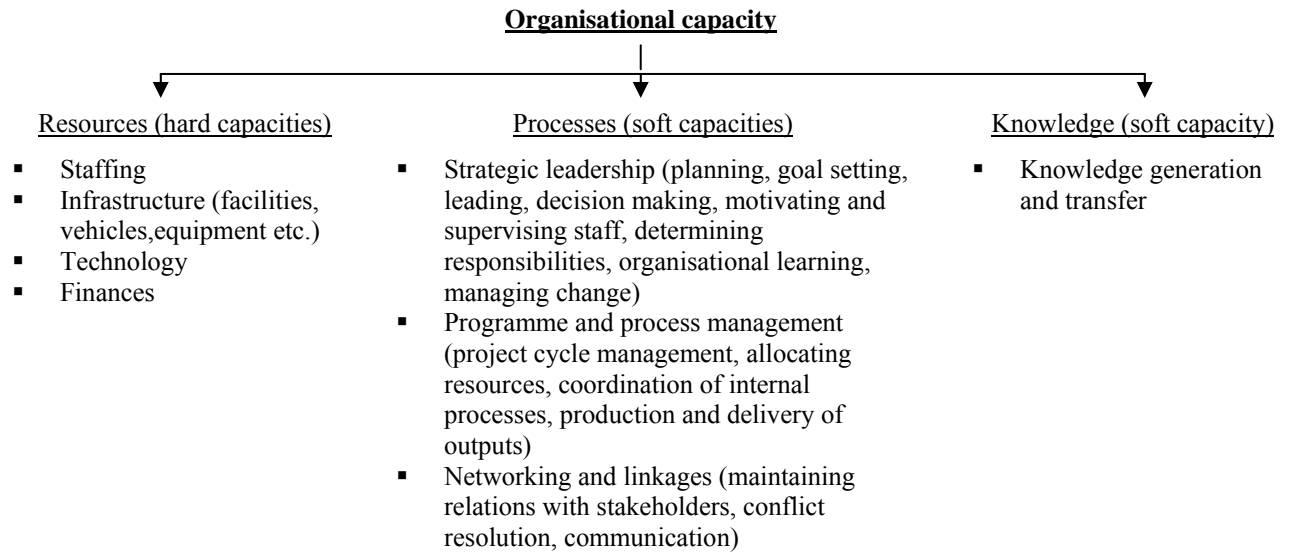 Organisational capacity
Resources (hard capacities)
▪ Staffing
▪ Infrastructure (facilities,
vehicles,equipment etc.)
▪ Technology
▪ Finances
Processes (soft capacities)
▪ Strategic leadership (planning, goal setting,
leading, decision making, motivating and
supervising staff, determining
responsibilities, organisational learning,
managing change)
▪ Programme and process management
(project cycle management, allocating
resources, coordination of internal
processes, production and delivery of
outputs)
▪ Networking and linkages (maintaining
relations with stakeholders, conflict
resolution, communication)
Knowledge (soft capacity)
▪ Knowledge generation
and transfer